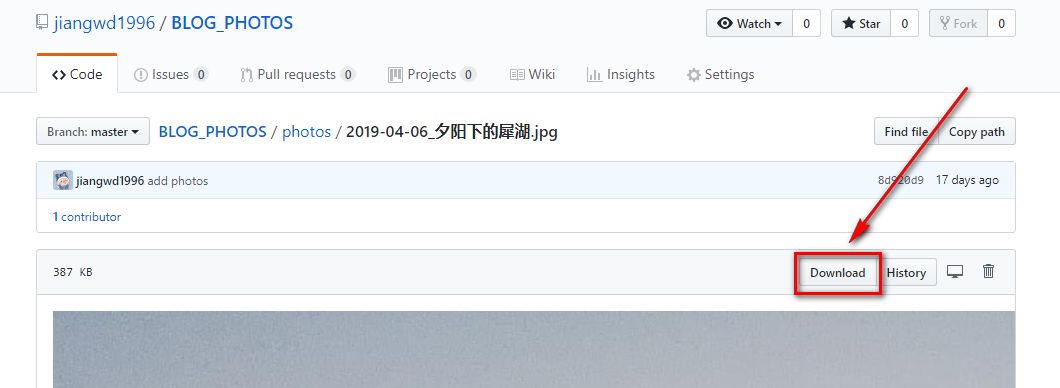 jiangwd1996 / BLOG_PHOTOS Watch 0 Star 0 Fork 0
Code Issues 0 Pull requests 0 Projects 0 Wiki Insights Settings
Branch: master BLOG_PHOTOS / photos / 2019-04-06_夕阳下的犀湖.jpg Find file Copy path
jiangwd1996 add photos 8d920d9 17 days ago
1 contributor
387 KB Download History